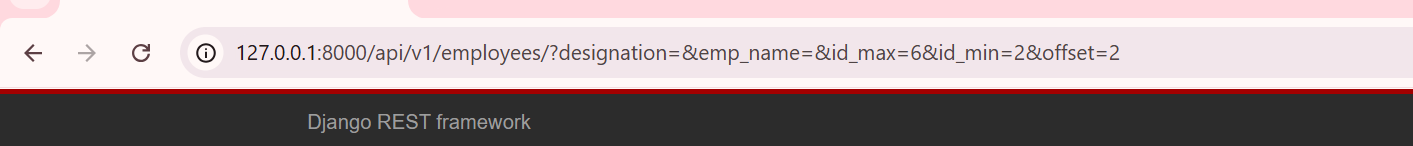 127.0.0.1:8000/api/v1/employees/?designation=&emp_name=&id_max=6&id_min=2&offset=2
Django REST framework